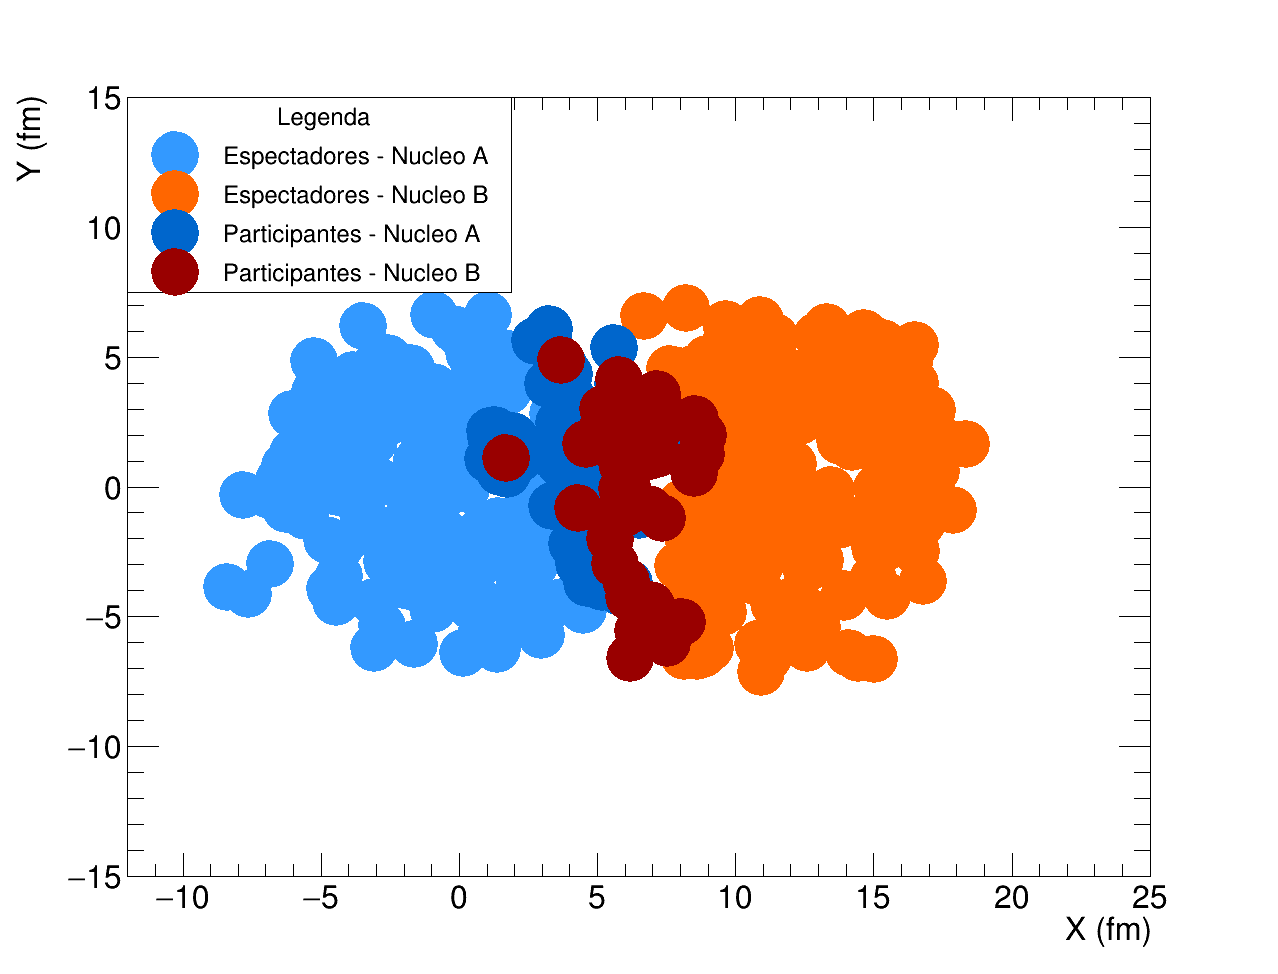 Y (fm)
15
10
5
0
−5
−10
−15
Legenda
Espectadores - Nucleo A
Espectadores - Nucleo B
Participantes - Nucleo A
Participantes - Nucleo B
−10 −5 0 5 10 15 20 25
X (fm)